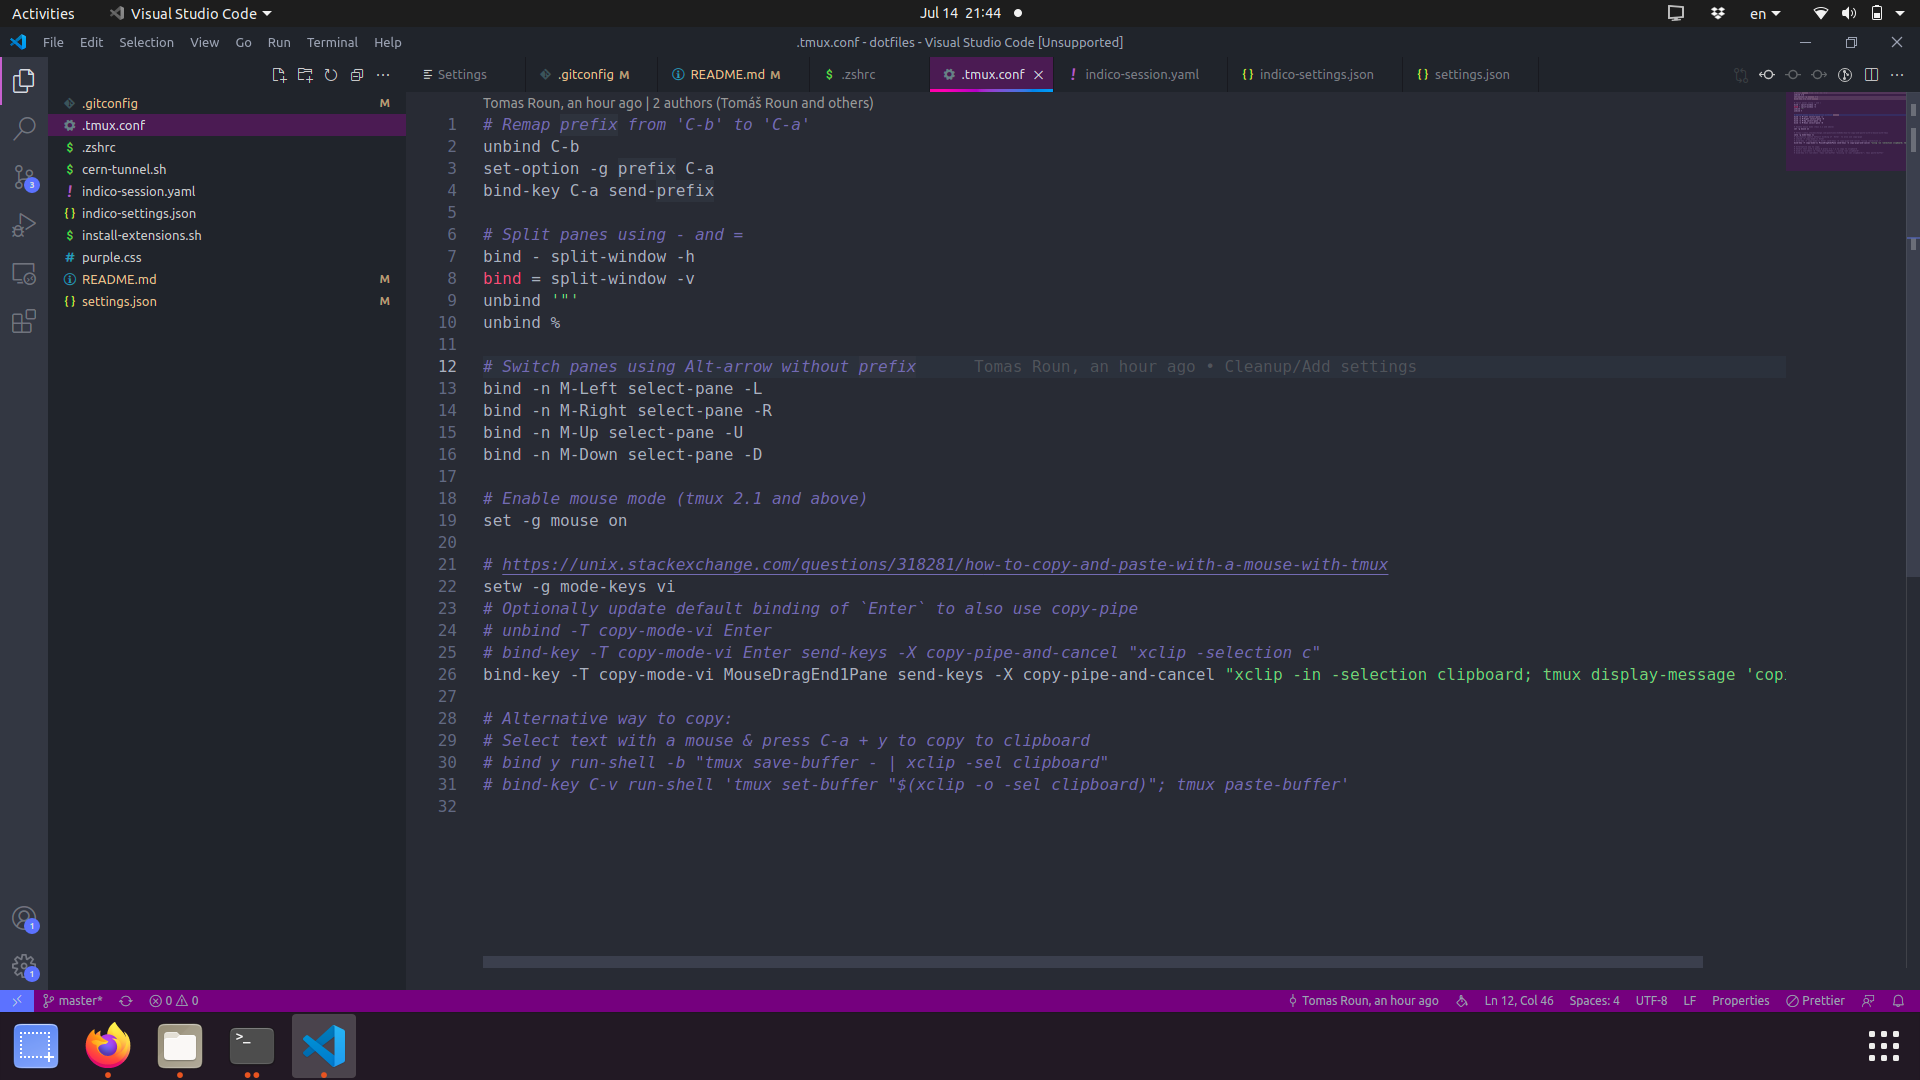 Activities Visual Studio Code Jul 14 21:44 en
File Edit Selection View Go Run Terminal Help .tmux.conf - dotfiles - Visual Studio Code [Unsupported]
Settings .gitconfig M README.md M .zshrc .tmux.conf indico-session.yaml indico-settings.json settings.json
.gitconfig M
.tmux.conf
.zshrc
cern-tunnel.sh
indico-session.yaml
indico-settings.json
install-extensions.sh
purple.css
README.md M
settings.json M
3
1
1
Tomas Roun, an hour ago | 2 authors (Tomáš Roun and others)
1 # Remap prefix from 'C-b' to 'C-a'
2 unbind C-b
3 set-option -g prefix C-a
4 bind-key C-a send-prefix
5
6 # Split panes using - and =
7 bind - split-window -h
8 bind = split-window -v
9 unbind '"'
10 unbind %
11
12 # Switch panes using Alt-arrow without prefix Tomas Roun, an hour ago • Cleanup/Add settings
13 bind -n M-Left select-pane -L
14 bind -n M-Right select-pane -R
15 bind -n M-Up select-pane -U
16 bind -n M-Down select-pane -D
17
18 # Enable mouse mode (tmux 2.1 and above)
19 set -g mouse on
20
21 # https://unix.stackexchange.com/questions/318281/how-to-copy-and-paste-with-a-mouse-with-tmux
22 setw -g mode-keys vi
23 # Optionally update default binding of `Enter` to also use copy-pipe
24 # unbind -T copy-mode-vi Enter
25 # bind-key -T copy-mode-vi Enter send-keys -X copy-pipe-and-cancel "xclip -selection c"
26 bind-key -T copy-mode-vi MouseDragEnd1Pane send-keys -X copy-pipe-and-cancel "xclip -in -selection clipboard; tmux display-message 'cop
27
28 # Alternative way to copy:
29 # Select text with a mouse & press C-a + y to copy to clipboard
30 # bind y run-shell -b "tmux save-buffer - | xclip -sel clipboard"
31 # bind-key C-v run-shell 'tmux set-buffer "$(xclip -o -sel clipboard)"; tmux paste-buffer'
32
master* 0 0 Tomas Roun, an hour ago Ln 12, Col 46 Spaces: 4 UTF-8 LF Properties Prettier